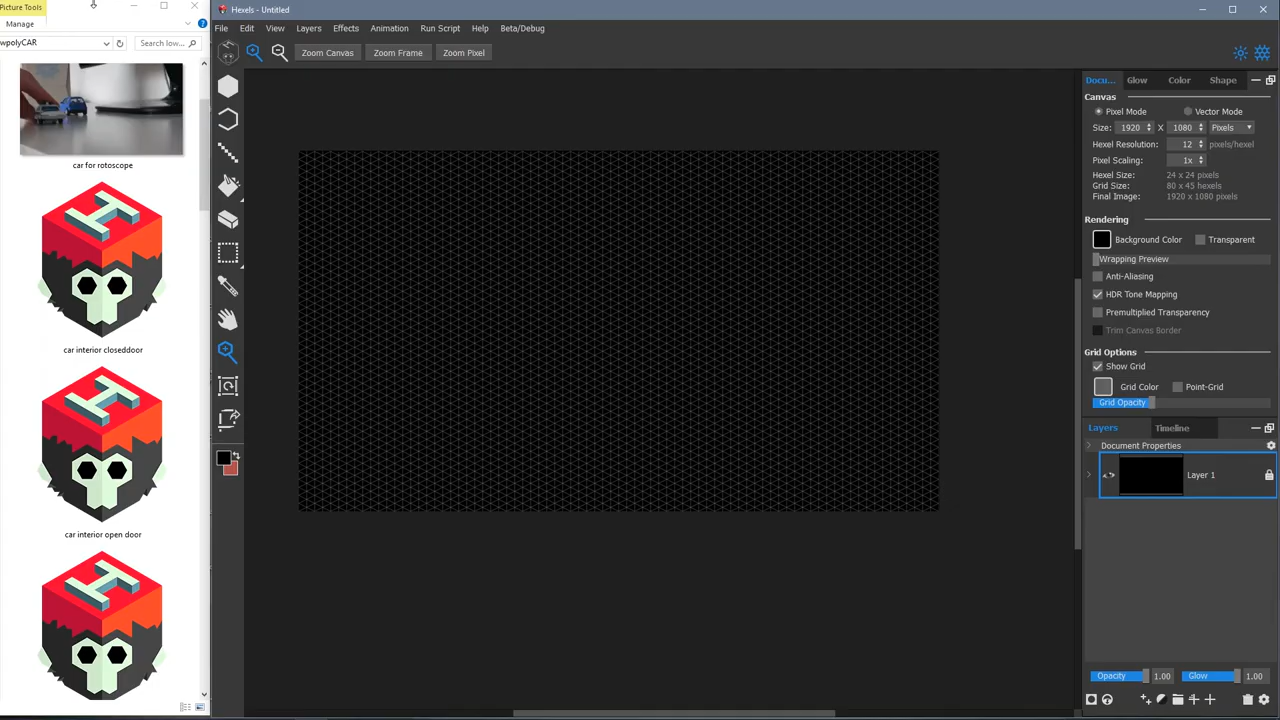 Picture Tools
Manage
wpolyCAR
Search low...
car for rotoscope
car interior closeddoor
car interior open door
Hexels - Untitled
File Edit View Layers Effects Animation Run Script Help Beta/Debug
Zoom Canvas Zoom Frame Zoom Pixel
Docu... Glow Color Shape
Canvas
Pixel Mode Vector Mode
Size: 1920 X 1080 Pixels
Hexel Resolution: 12 pixels/hexel
Pixel Scaling: 1x
Hexel Size: 24 x 24 pixels
Grid Size: 80 x 45 hexels
Final Image: 1920 x 1080 pixels
Rendering
Background Color Transparent
Wrapping Preview
Anti-Aliasing
HDR Tone Mapping
Premultiplied Transparency
Trim Canvas Border
Grid Options
Show Grid
Grid Color Point-Grid
Grid Opacity
Layers Timeline
Document Properties
Layer 1
Opacity 1.00 Glow 1.00